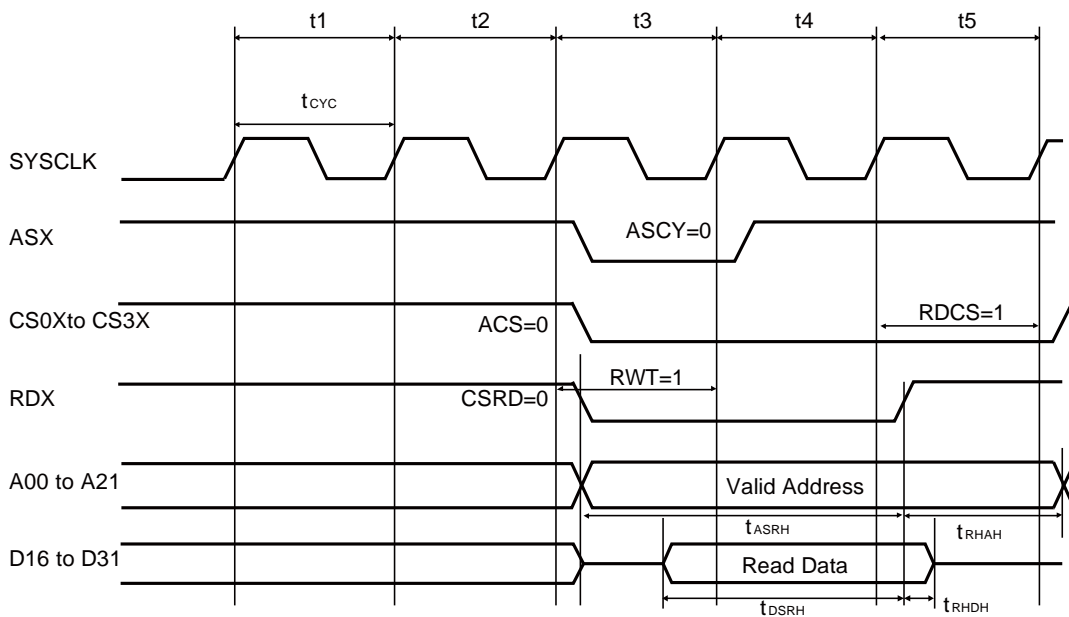 t1 t2 t3 t4 t5
tCYC
SYSCLK
ASX ASCY=0
CS0Xto CS3X ACS=0 RDCS=1
RDX CSRD=0 RWT=1
A00 to A21 Valid Address
tASRH tRHAH
D16 to D31 Read Data
tDSRH tRHDH